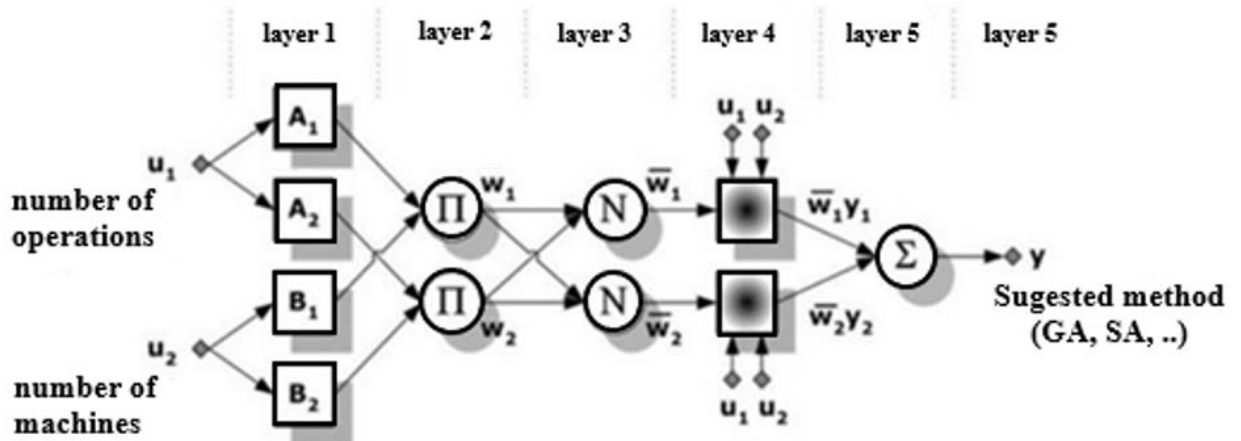 layer 1 layer 2 layer 3 layer 4 layer 5 layer 5
u₁ u₂
A₁
u₁
w₁ w̅₁ w̅₁y₁
number of
operations
A₂ Π N
Σ y
B₁ Π N
Sugested method
(GA, SA, ..)
w₂ w̅₂ w̅₂y₂
u₂
number of
machines
B₂
u₁ u₂